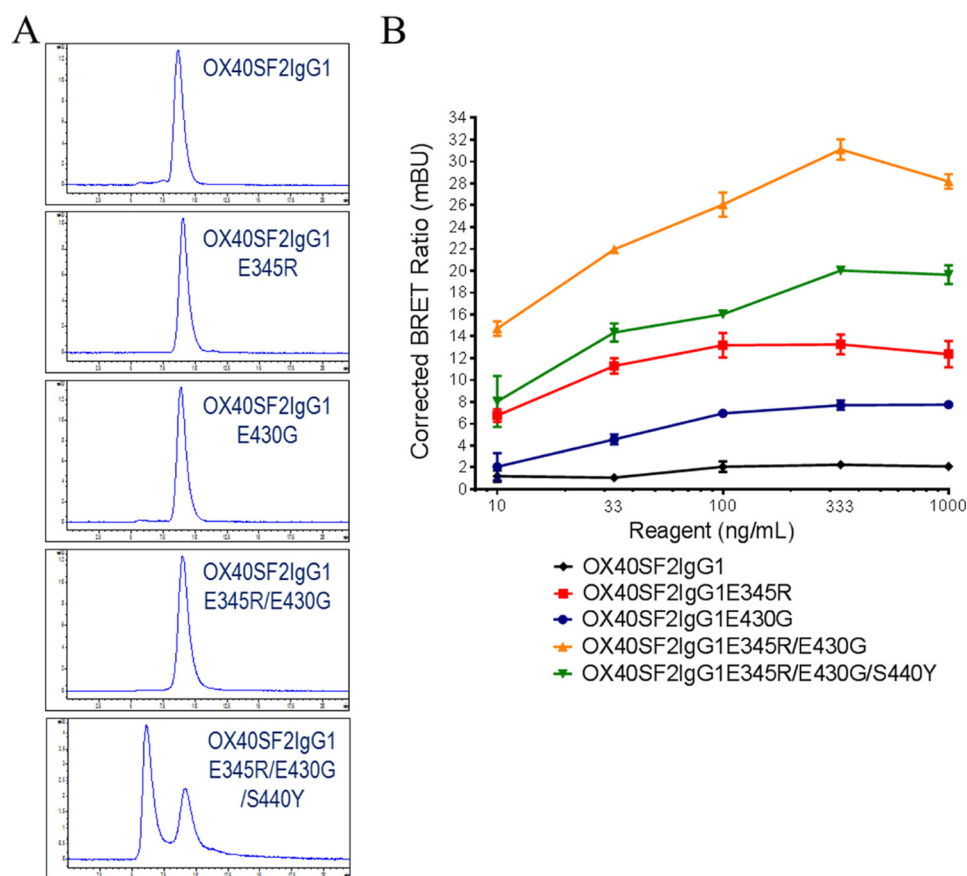 A
OX40SF2IgG1
OX40SF2IgG1
E345R
OX40SF2IgG1
E430G
OX40SF2IgG1
E345R/E430G
OX40SF2IgG1
E345R/E430G
/S440Y
B
Corrected BRET Ratio (mBU)
34
32
30
28
26
24
22
20
18
16
14
12
10
8
6
4
2
0
10 33 100 333 1000
Reagent (ng/mL)
OX40SF2IgG1
OX40SF2IgG1E345R
OX40SF2IgG1E430G
OX40SF2IgG1E345R/E430G
OX40SF2IgG1E345R/E430G/S440Y